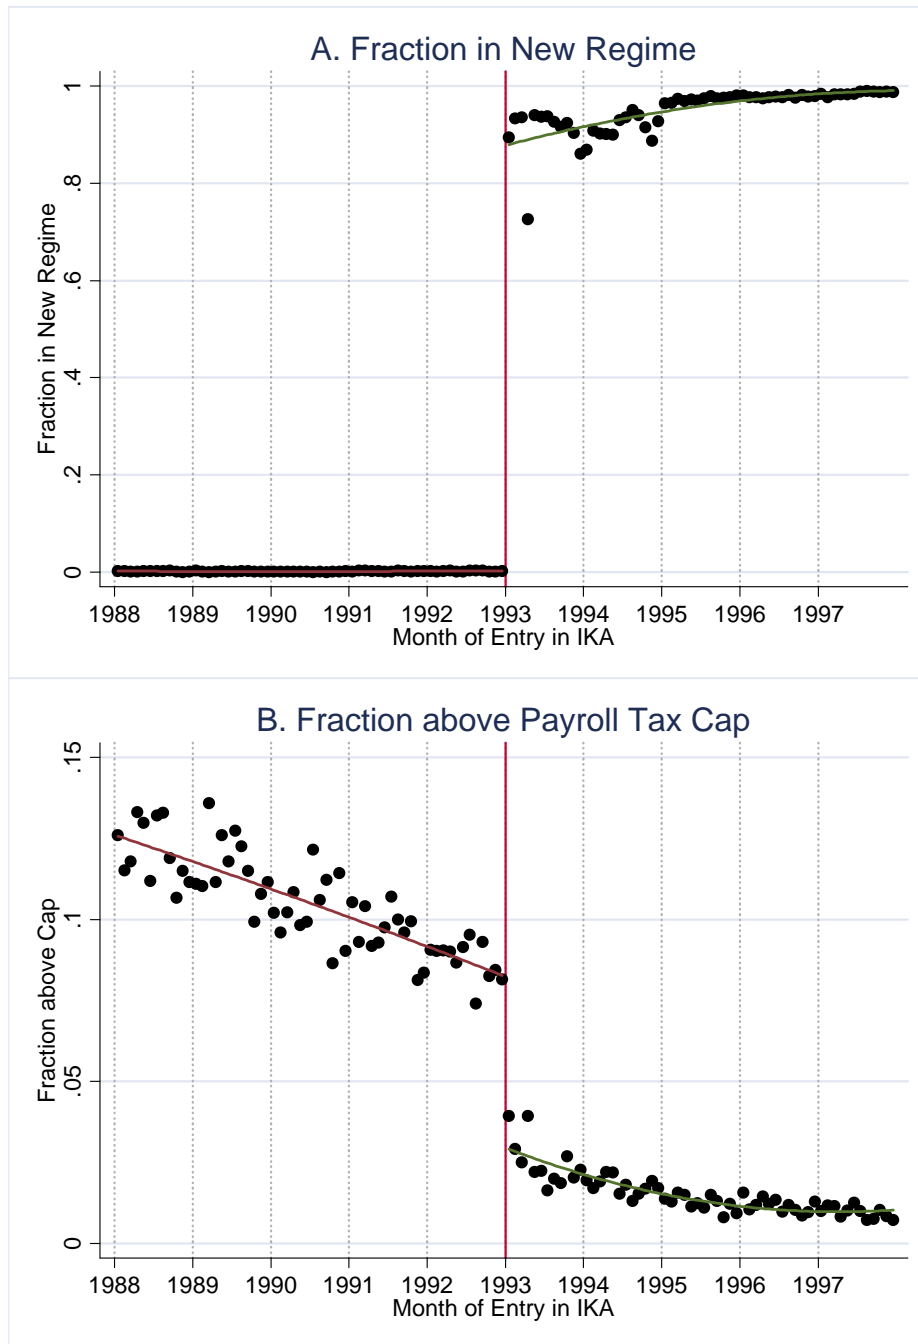 A. Fraction in New Regime
1
.8
.6
.4
.2
0
Fraction in New Regime
1988 1989 1990 1991 1992 1993 1994 1995 1996 1997
Month of Entry in IKA
B. Fraction above Payroll Tax Cap
.15
.1
.05
0
Fraction above Cap
1988 1989 1990 1991 1992 1993 1994 1995 1996 1997
Month of Entry in IKA